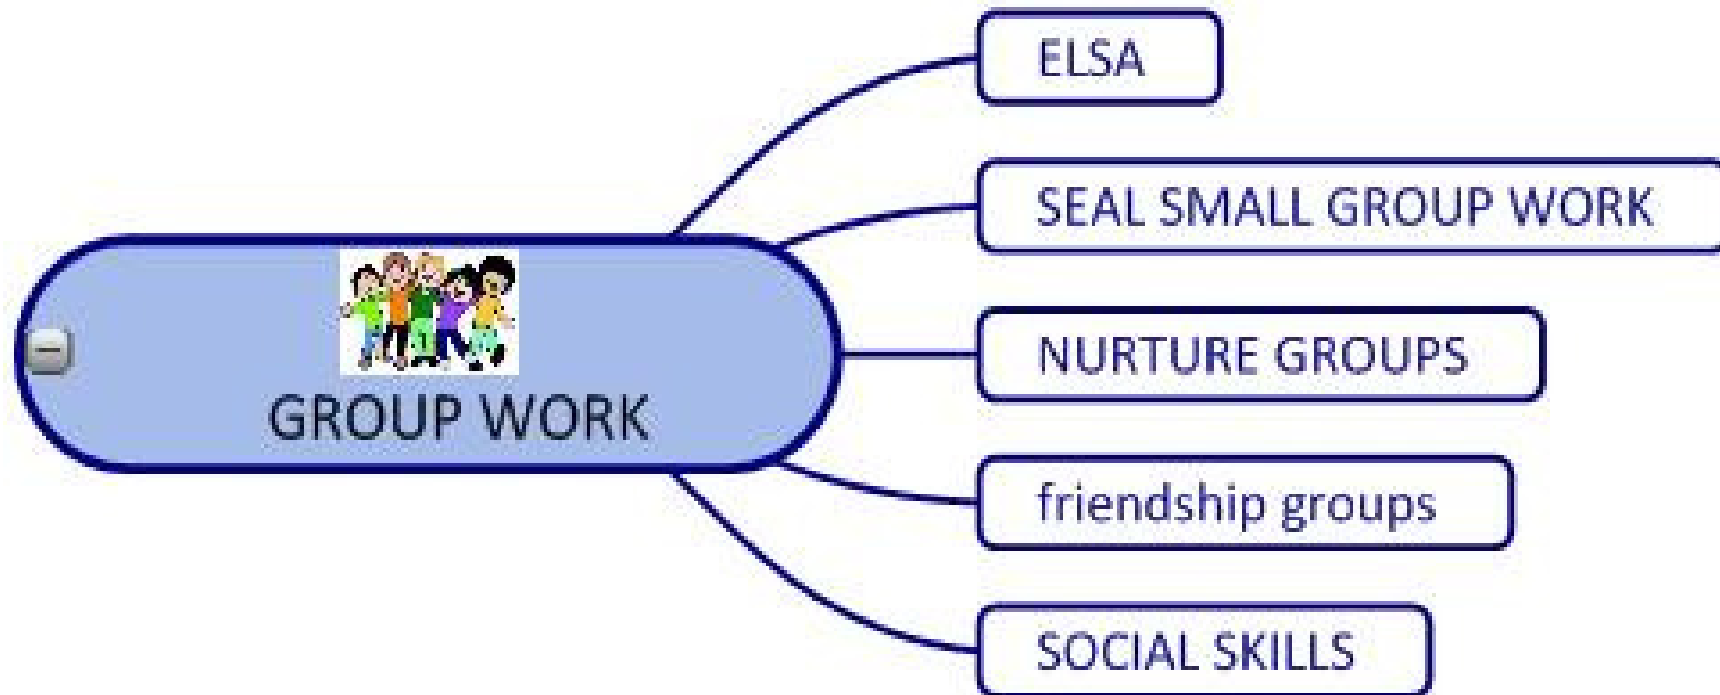 GROUP WORK
ELSA
SEAL SMALL GROUP WORK
NURTURE GROUPS
friendship groups
SOCIAL SKILLS